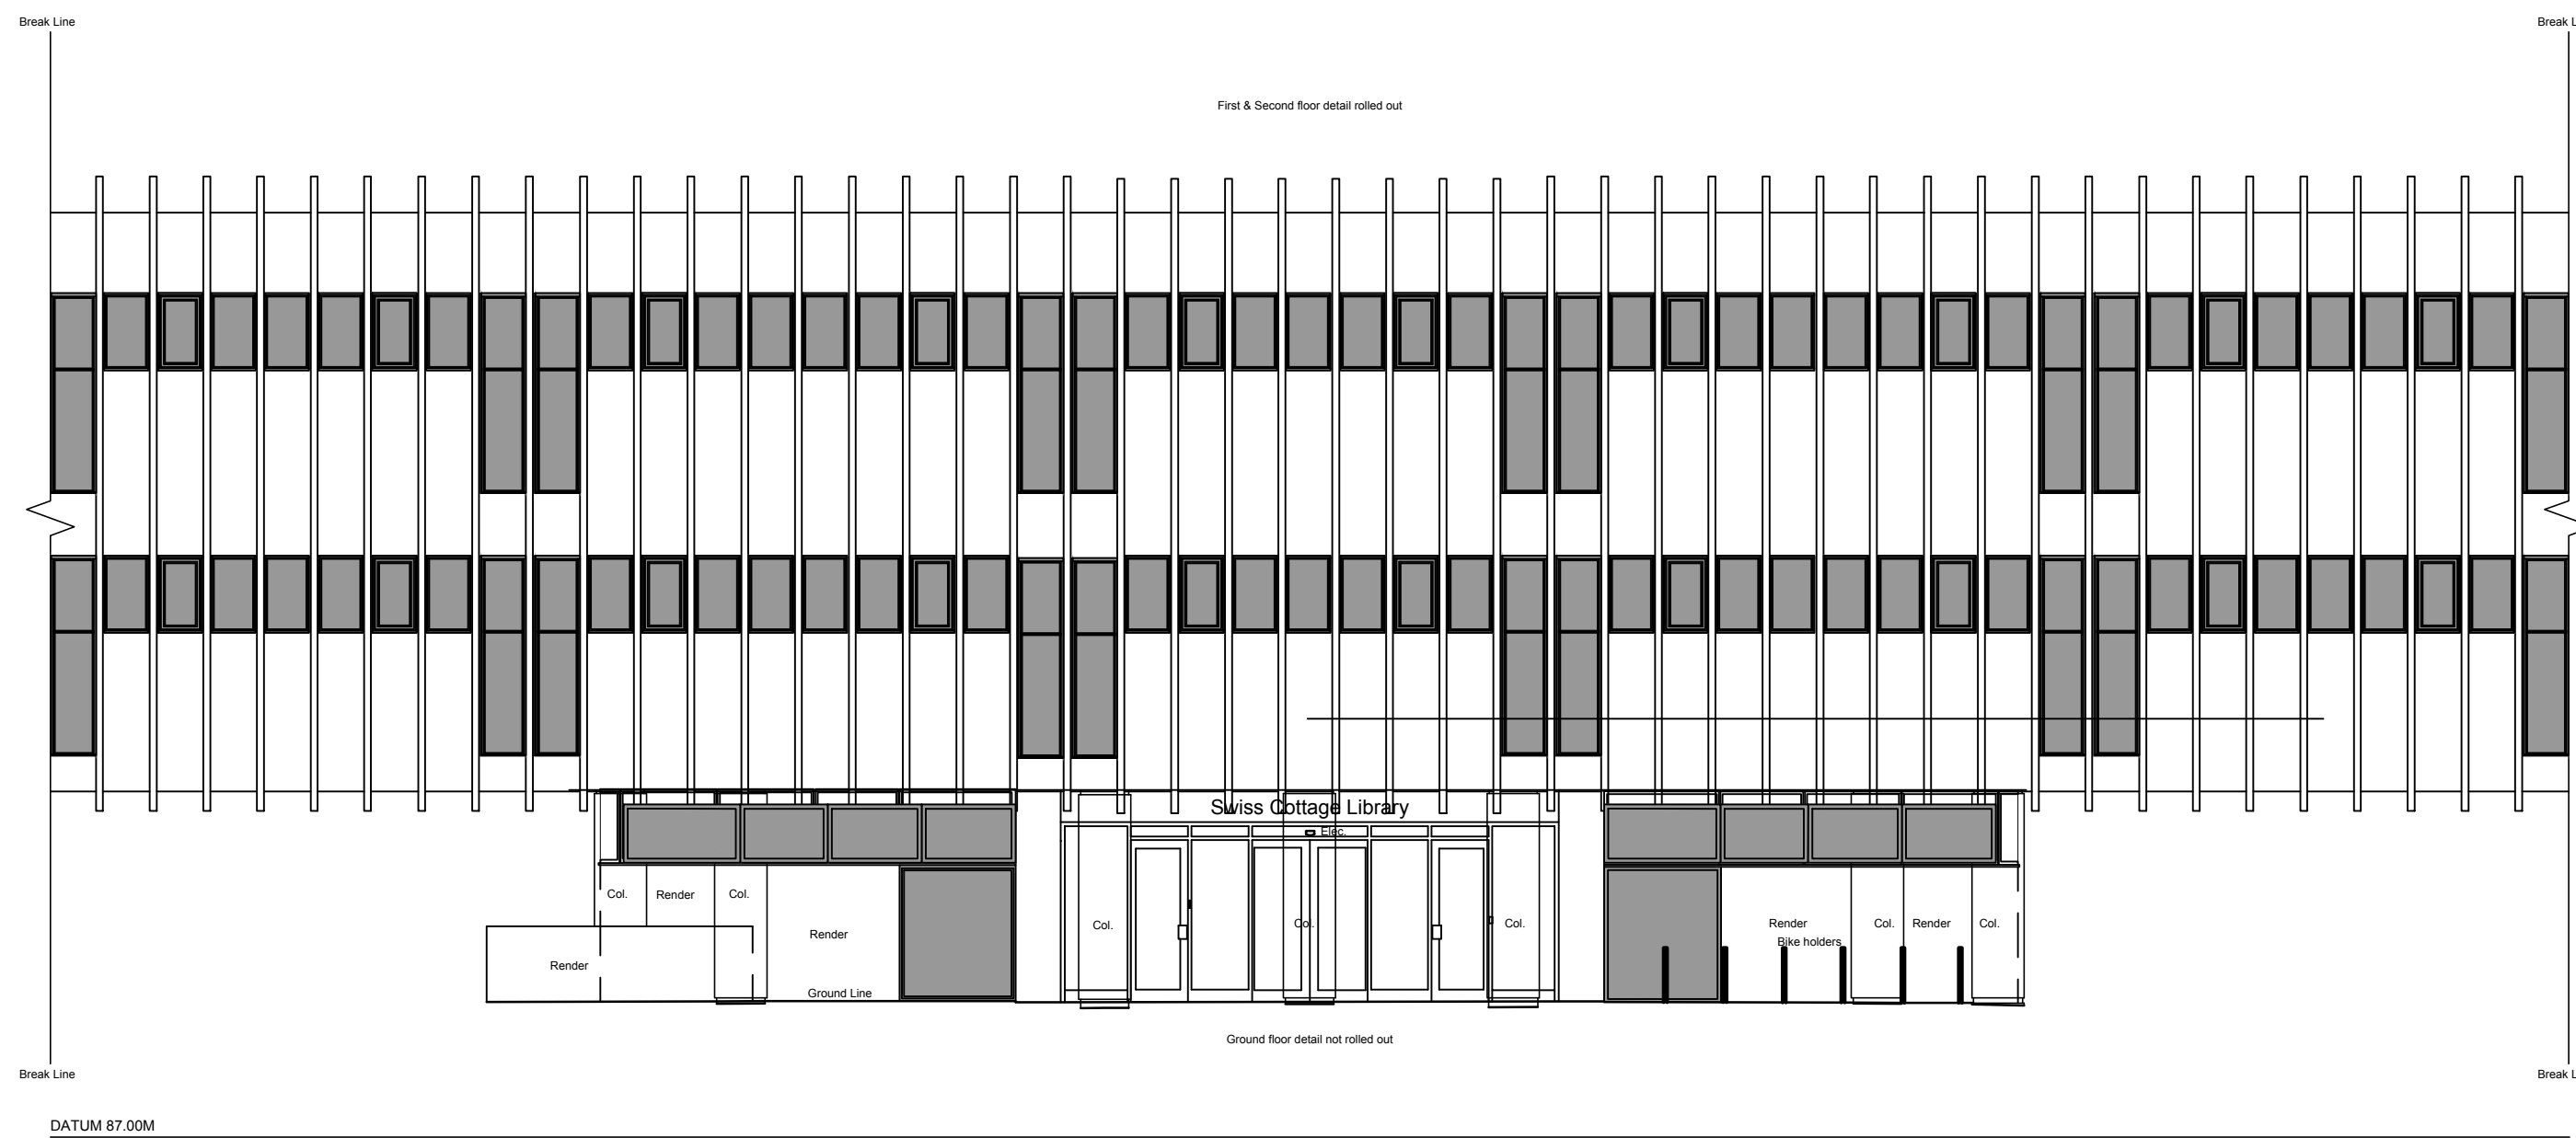 Break Line
Break L
First & Second floor detail rolled out
Swiss Cottage Library
Elec.
Col.
Render
Col.
Render
Render
Col.
Col.
Col.
Render
Col.
Render
Col.
Bike holders
Ground Line
Ground floor detail not rolled out
Break Line
Break L
DATUM 87.00M